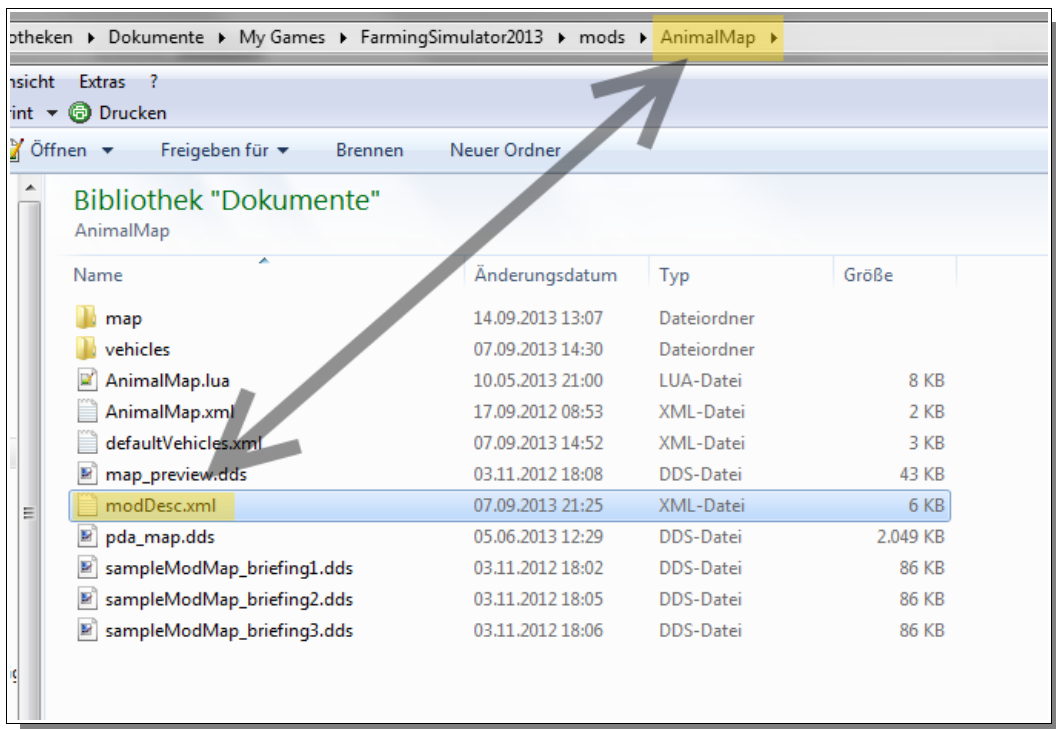 otheken ▸ Dokumente ▸ My Games ▸ FarmingSimulator2013 ▸ mods ▸ AnimalMap ▸
nsicht Extras ?
int Drucken
Öffnen Freigeben für Brennen Neuer Ordner
Bibliothek "Dokumente"
AnimalMap
Name Änderungsdatum Typ Größe
map 14.09.2013 13:07 Dateiordner
vehicles 07.09.2013 14:30 Dateiordner
AnimalMap.lua 10.05.2013 21:00 LUA-Datei 8 KB
AnimalMap.xml 17.09.2012 08:53 XML-Datei 2 KB
defaultVehicles.xml 07.09.2013 14:52 XML-Datei 3 KB
map_preview.dds 03.11.2012 18:08 DDS-Datei 43 KB
modDesc.xml 07.09.2013 21:25 XML-Datei 6 KB
pda_map.dds 05.06.2013 12:29 DDS-Datei 2.049 KB
sampleModMap_briefing1.dds 03.11.2012 18:02 DDS-Datei 86 KB
sampleModMap_briefing2.dds 03.11.2012 18:05 DDS-Datei 86 KB
sampleModMap_briefing3.dds 03.11.2012 18:06 DDS-Datei 86 KB